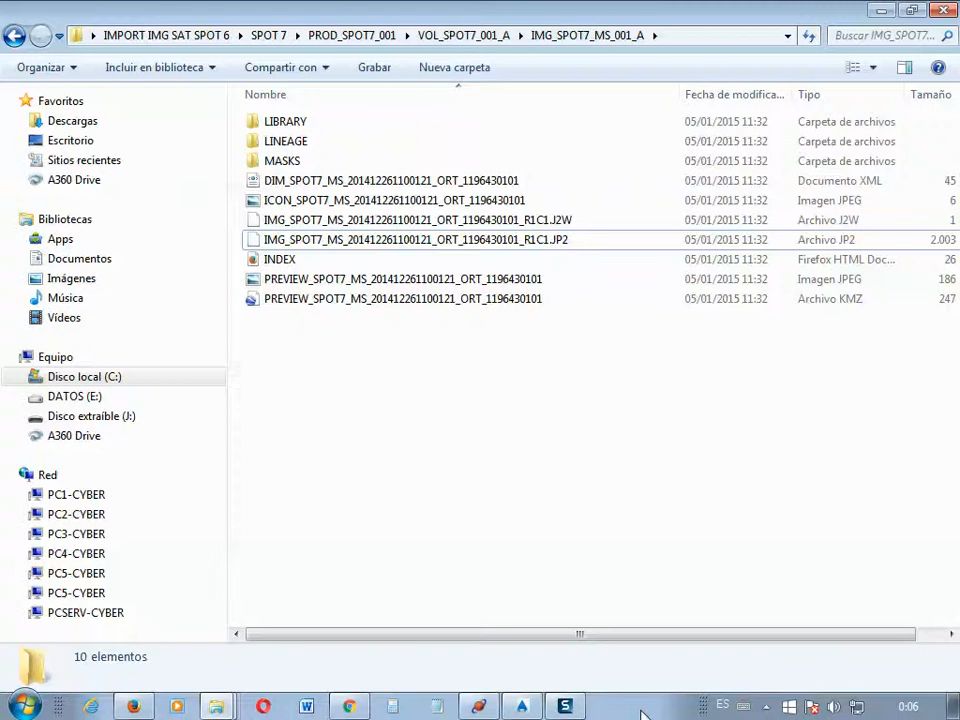 IMPORT IMG SAT SPOT 6 SPOT 7 PROD_SPOT7_001 VOL_SPOT7_001_A IMG_SPOT7_MS_001_A Buscar IMG_SPOT7...
Organizar Incluir en biblioteca Compartir con Grabar Nueva carpeta
Nombre Fecha de modifica... Tipo Tamaño
Favoritos
Descargas
Escritorio
Sitios recientes
A360 Drive
Bibliotecas
Apps
Documentos
Imágenes
Música
Vídeos
Equipo
Disco local (C:)
DATOS (E:)
Disco extraíble (J:)
A360 Drive
Red
PC1-CYBER
PC2-CYBER
PC3-CYBER
PC4-CYBER
PC5-CYBER
PC5-CYBER
PCSERV-CYBER
LIBRARY 05/01/2015 11:32 Carpeta de archivos
LINEAGE 05/01/2015 11:32 Carpeta de archivos
MASKS 05/01/2015 11:32 Carpeta de archivos
DIM_SPOT7_MS_201412261100121_ORT_1196430101 05/01/2015 11:32 Documento XML 45
ICON_SPOT7_MS_201412261100121_ORT_1196430101 05/01/2015 11:32 Imagen JPEG 6
IMG_SPOT7_MS_201412261100121_ORT_1196430101_R1C1.J2W 05/01/2015 11:32 Archivo J2W 1
IMG_SPOT7_MS_201412261100121_ORT_1196430101_R1C1.JP2 05/01/2015 11:32 Archivo JP2 2.003
INDEX 05/01/2015 11:32 Firefox HTML Doc... 26
PREVIEW_SPOT7_MS_201412261100121_ORT_1196430101 05/01/2015 11:32 Imagen JPEG 186
PREVIEW_SPOT7_MS_201412261100121_ORT_1196430101 05/01/2015 11:32 Archivo KMZ 247
10 elementos
ES 0:06